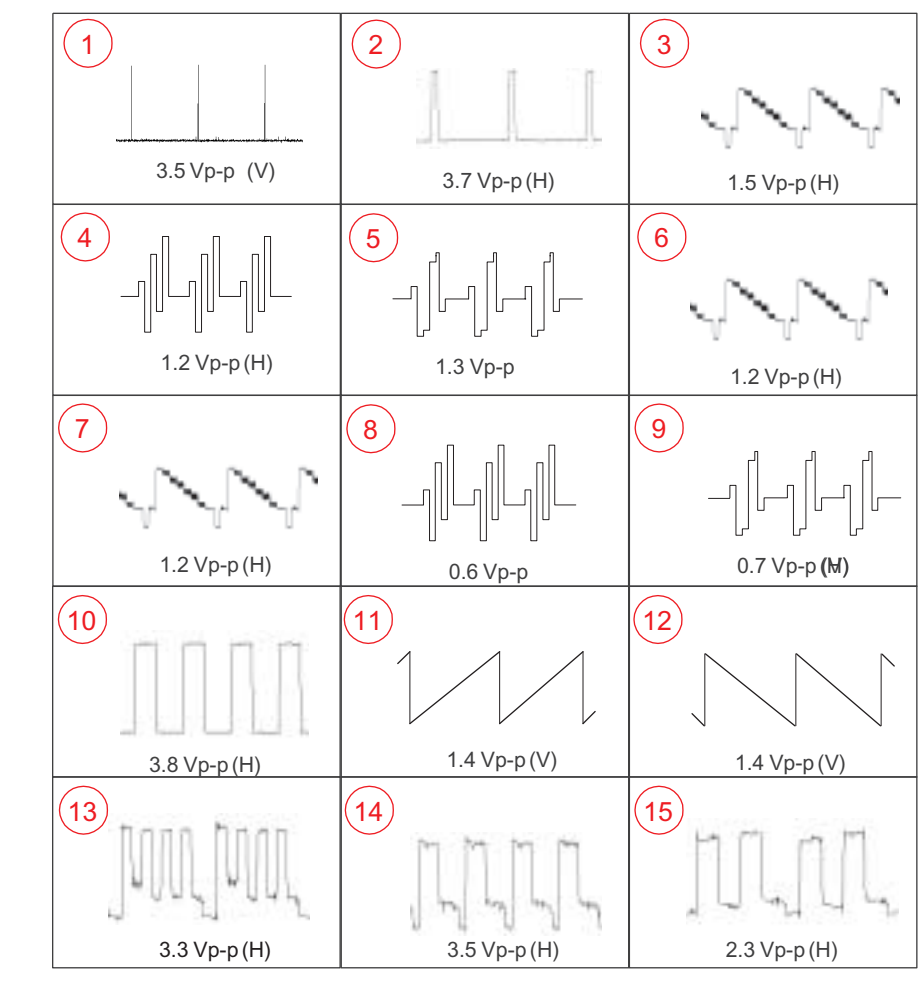 1
3.5 Vp-p (V)
2
3.7 Vp-p (H)
3
1.5 Vp-p (H)
4
1.2 Vp-p (H)
5
1.3 Vp-p
6
1.2 Vp-p (H)
7
1.2 Vp-p (H)
8
0.6 Vp-p
9
0.7 Vp-p
10
3.8 Vp-p (H)
11
1.4 Vp-p (V)
12
1.4 Vp-p (V)
13
3.3 Vp-p (H)
14
3.5 Vp-p (H)
15
2.3 Vp-p (H)